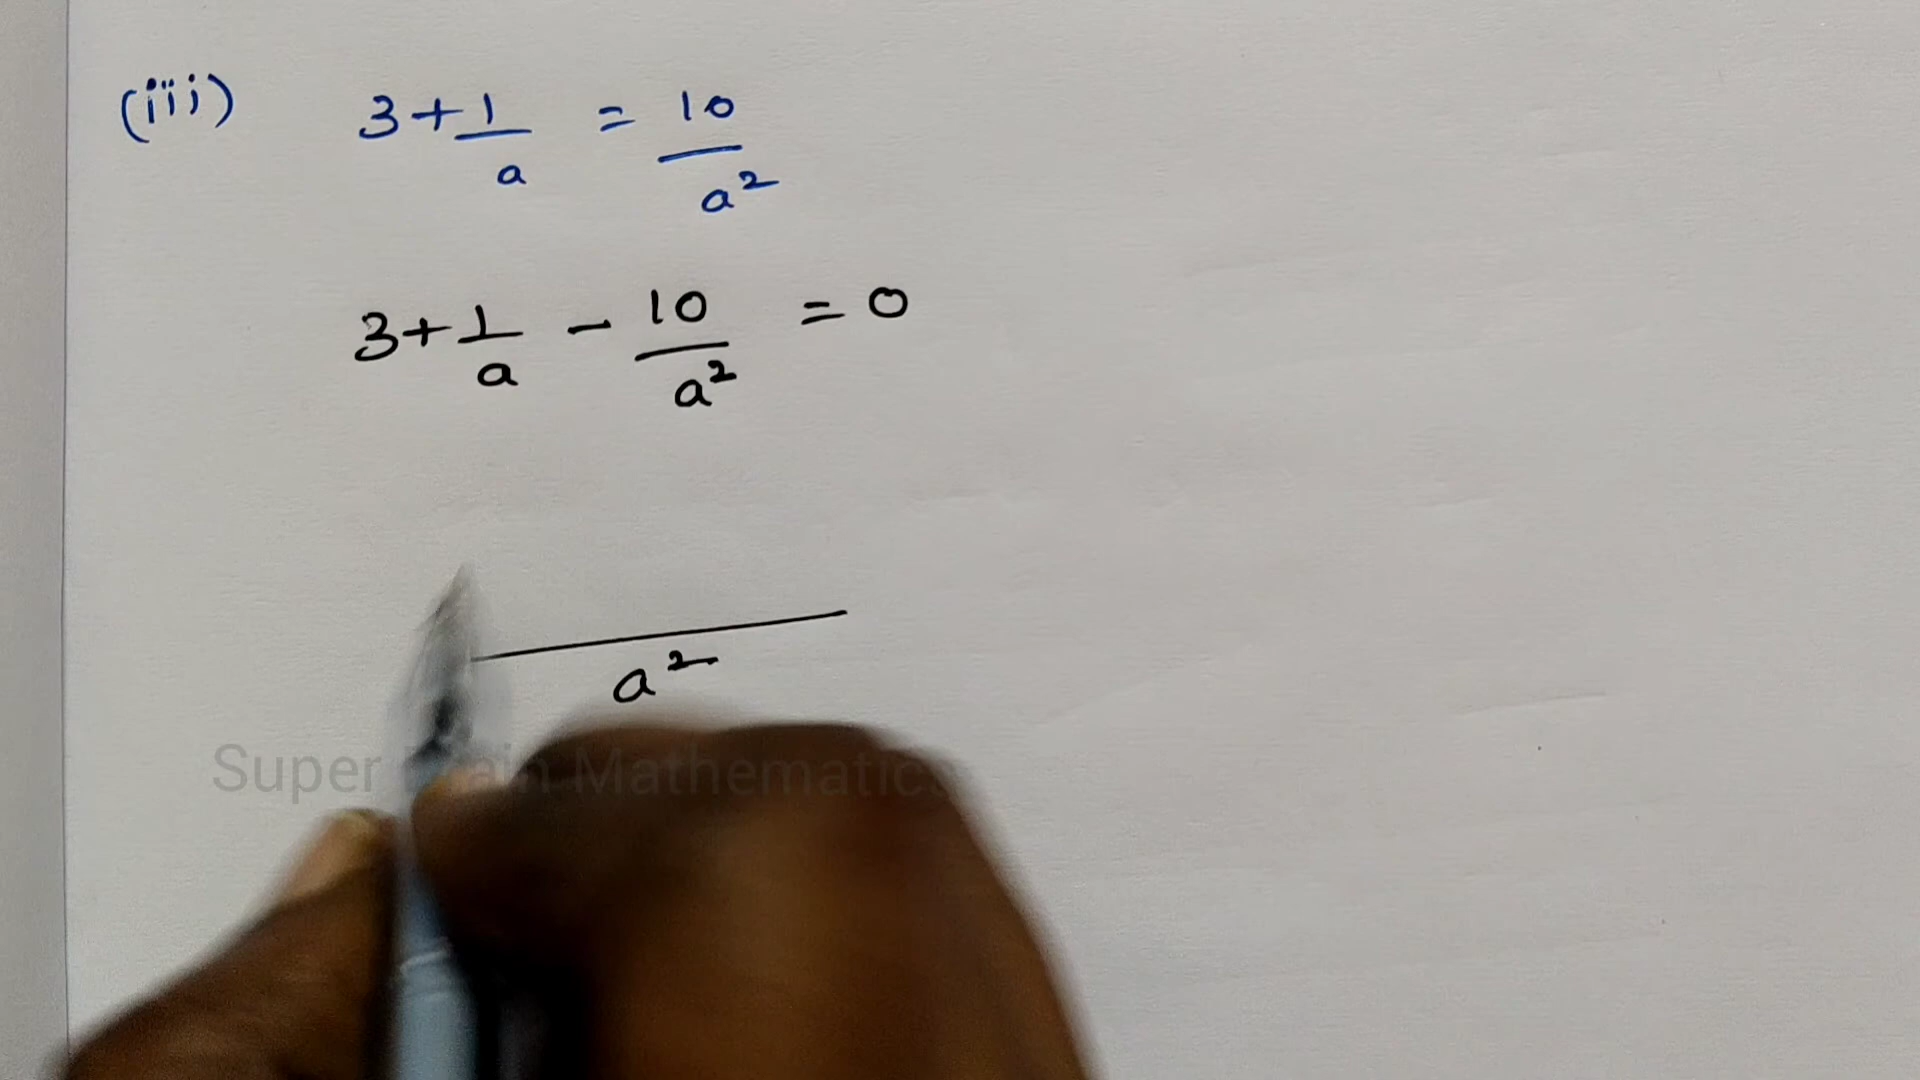 (iii) 3 + 1/a = 10/a²
3 + 1/a - 10/a² = 0
a²
Super Mathematics